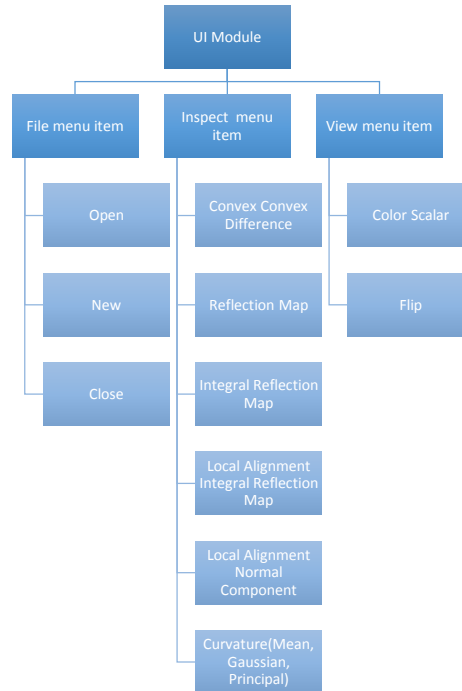 UI Module
File menu item
Inspect menu
item
View menu item
Open
New
Close
Convex Convex
Difference
Reflection Map
Integral Reflection
Map
Local Alignment
Integral Reflection
Map
Local Alignment
Normal
Component
Curvature(Mean,
Gaussian,
Principal)
Color Scalar
Flip